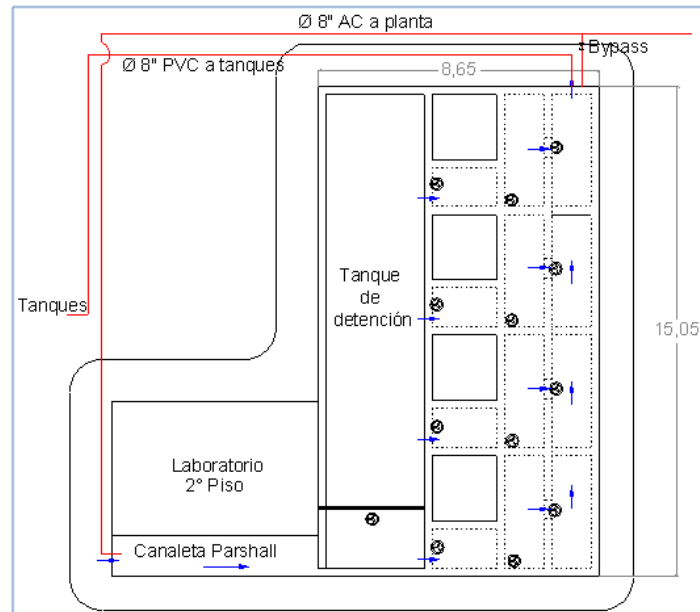 Ø 8" AC a planta
Bypass
Ø 8" PVC a tanques
8,65
Tanque
de
detención
Tanques
15,05
Laboratorio
2° Piso
Canaleta Parshall